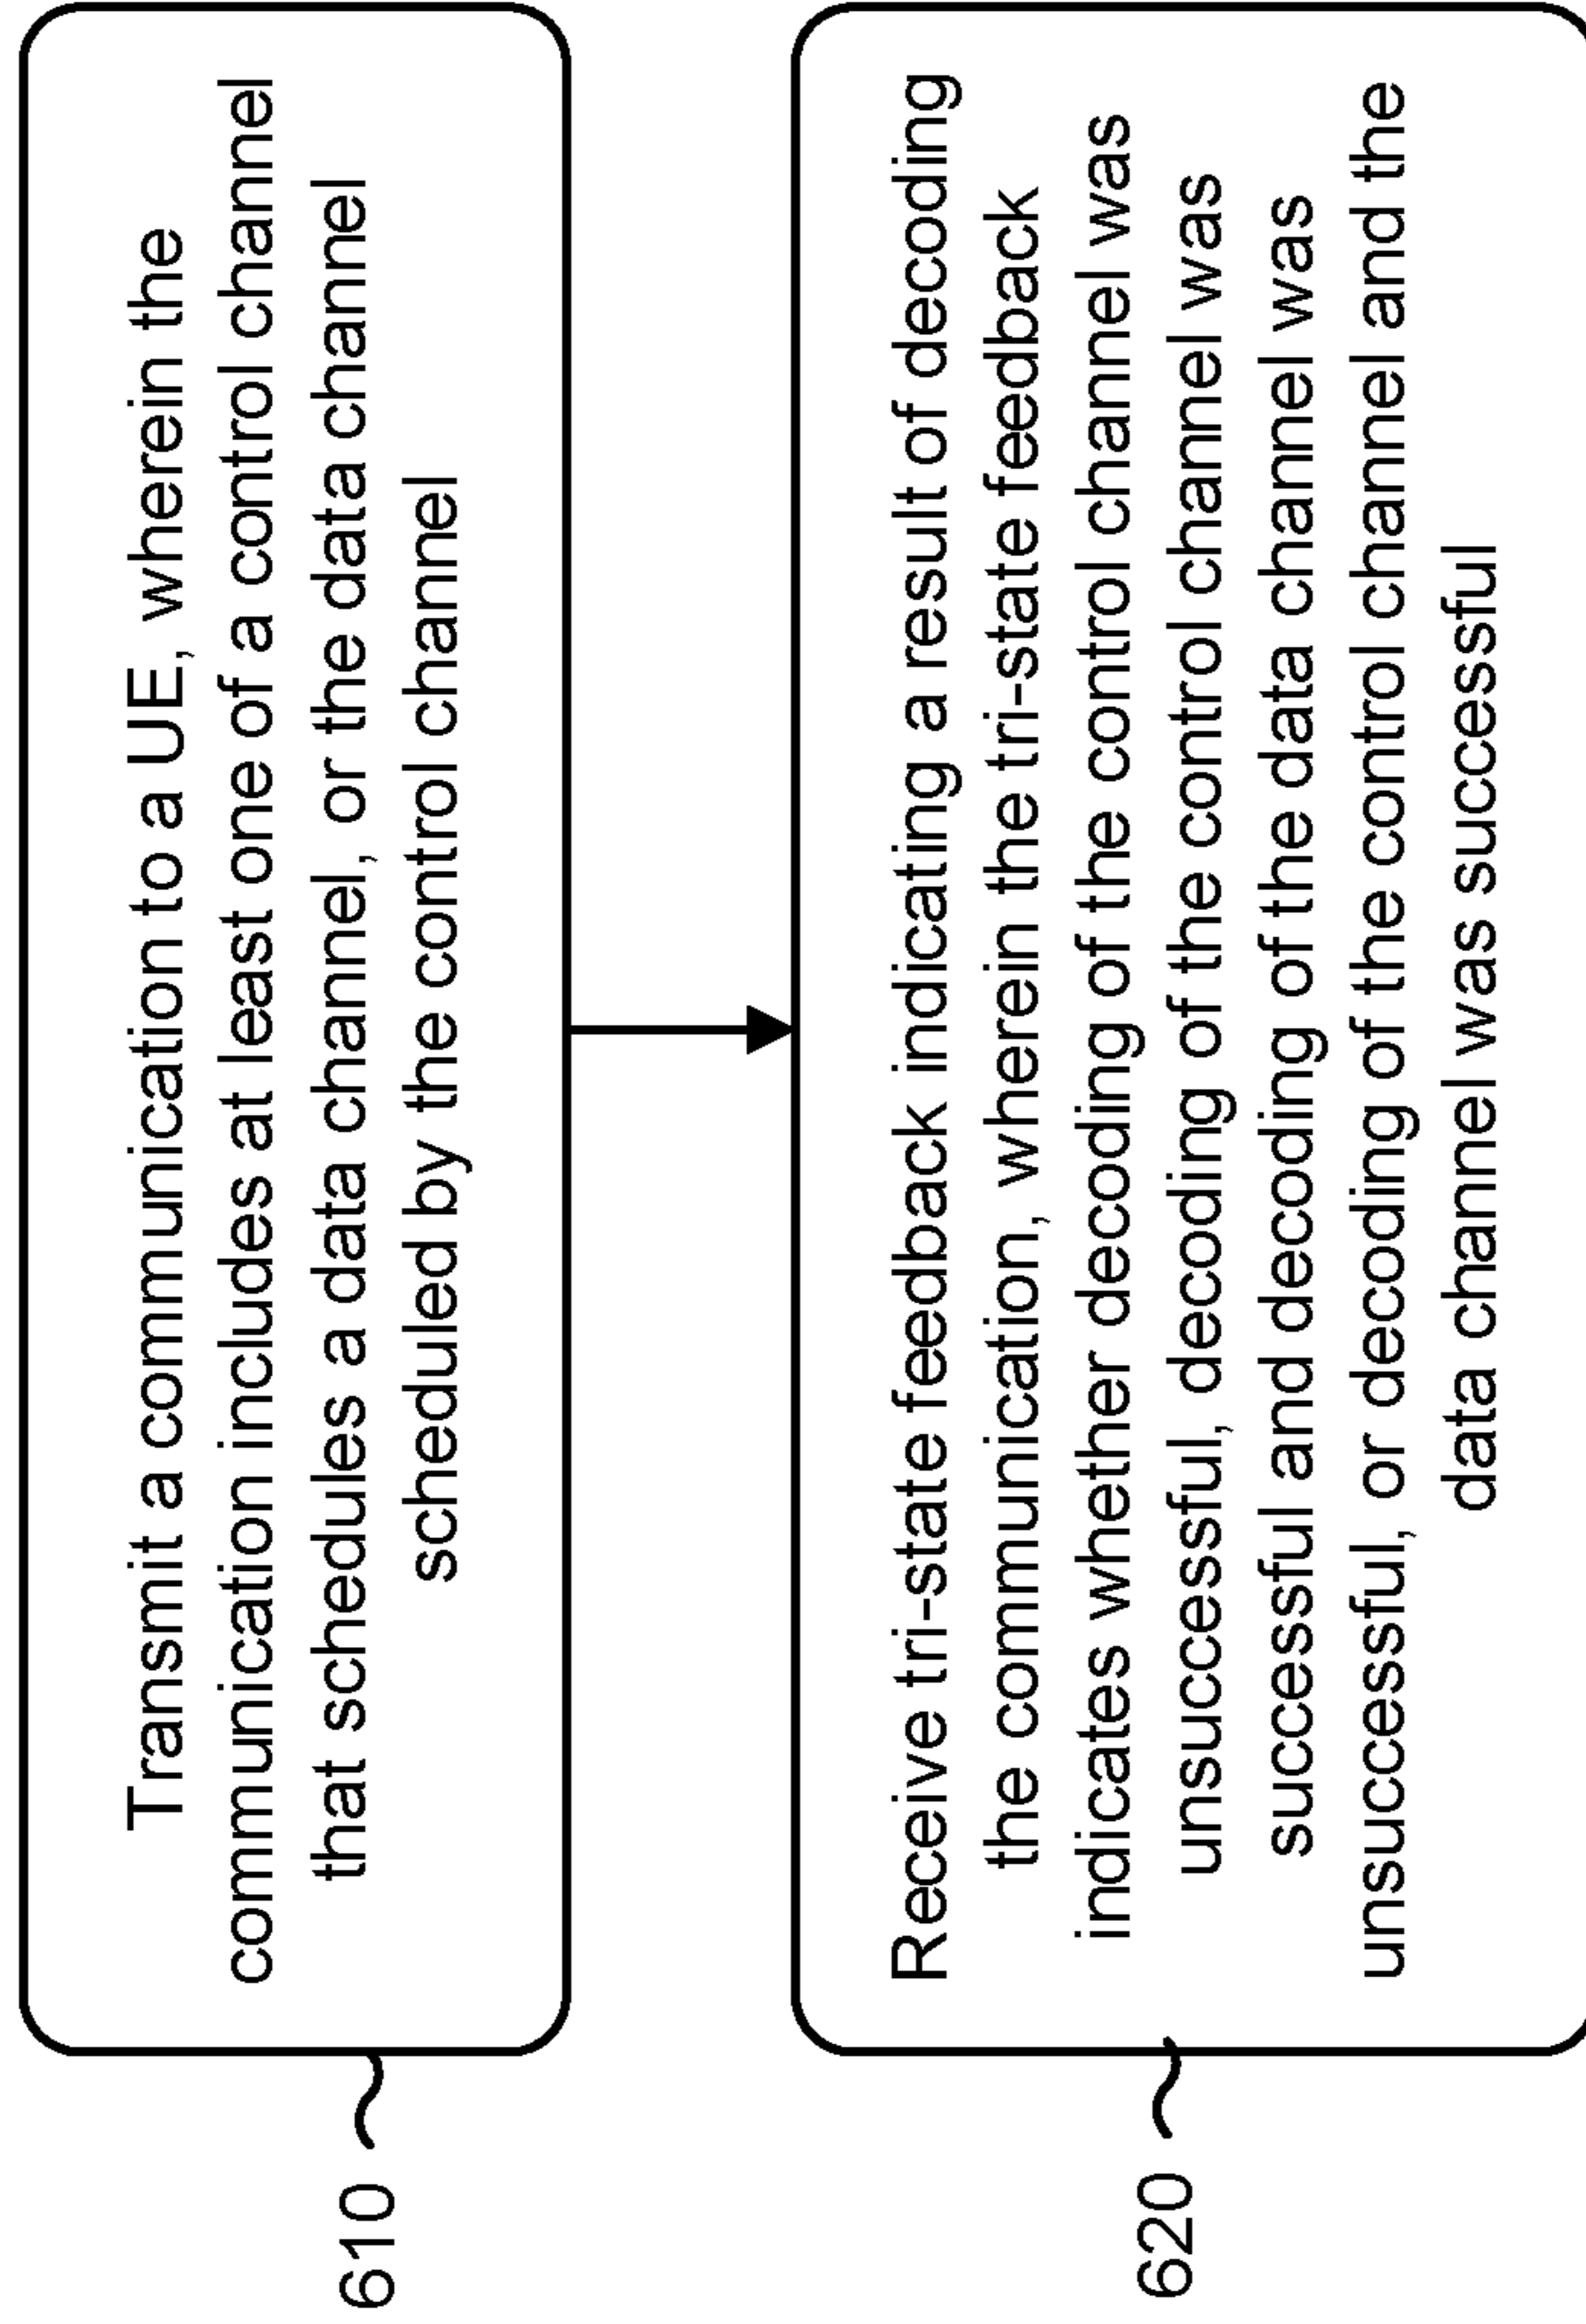 610
Transmit a communication to a UE, wherein the
communication includes at least one of a control channel
that schedules a data channel, or the data channel
scheduled by the control channel
620
Receive tri-state feedback indicating a result of decoding
the communication, wherein the tri-state feedback
indicates whether decoding of the control channel was
unsuccessful, decoding of the control channel was
successful and decoding of the data channel was
unsuccessful, or decoding of the control channel and the
data channel was successful